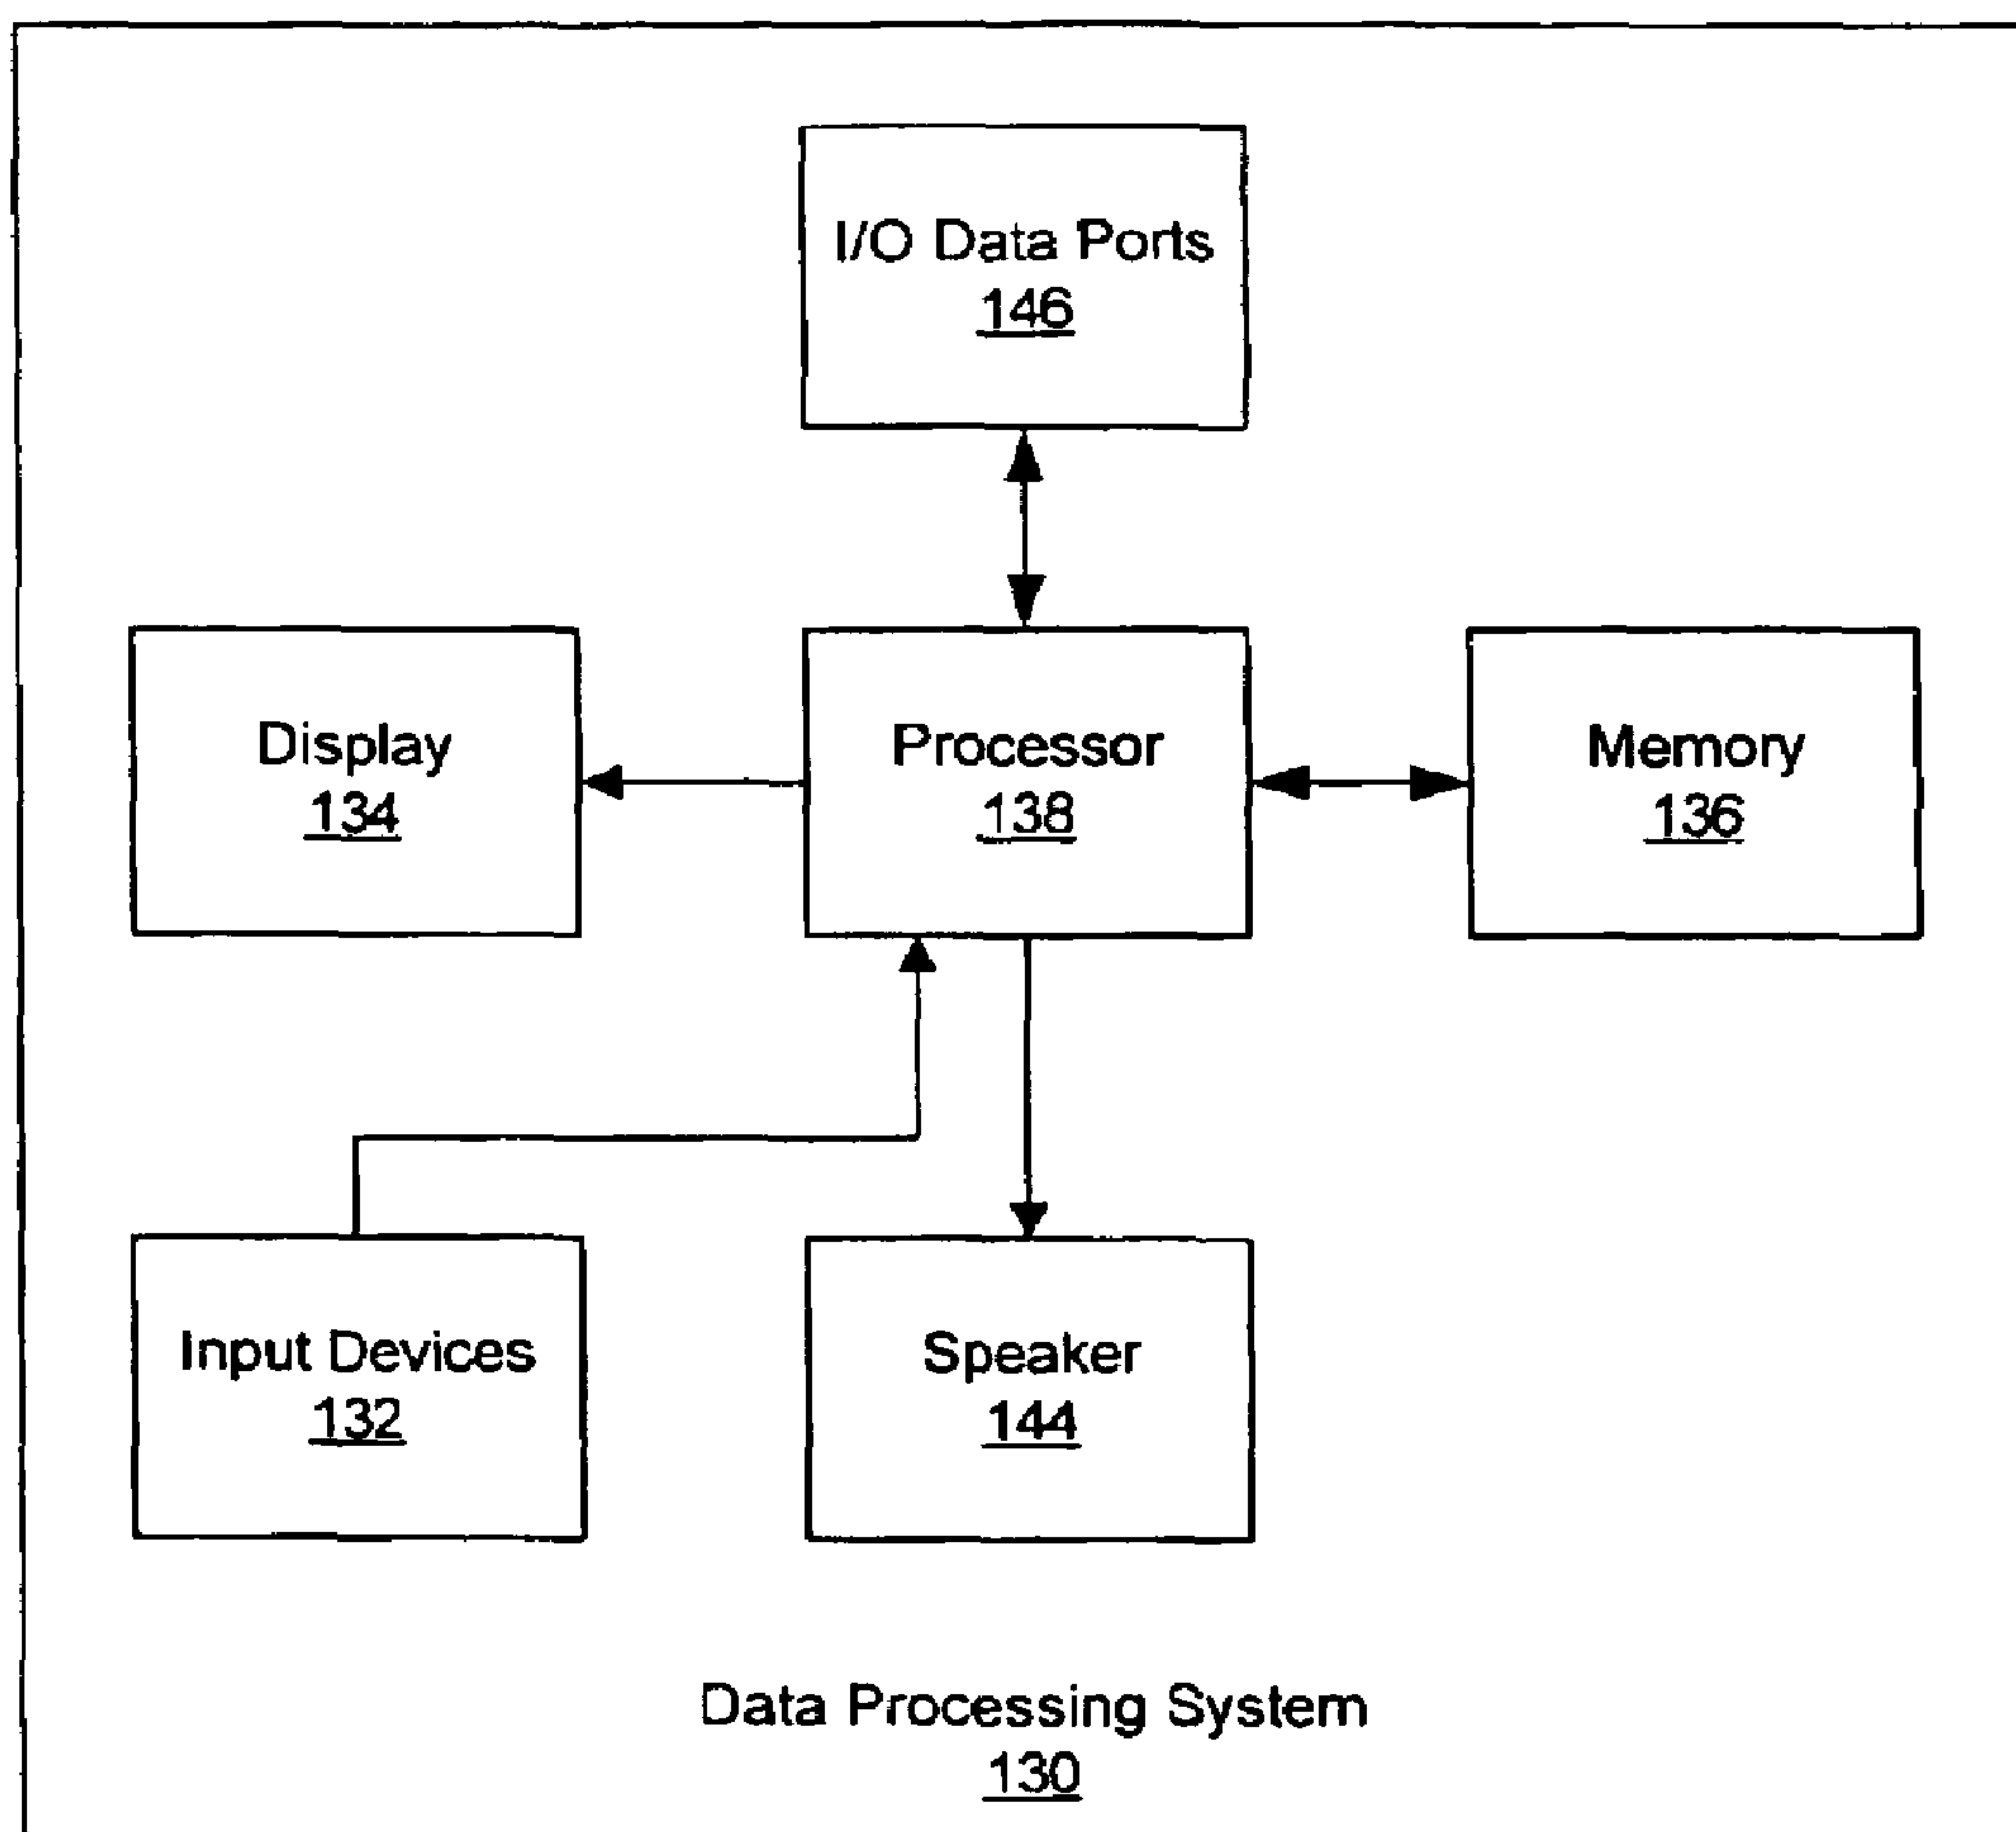 I/O Data Ports
146
Display
134
Processor
138
Memory
136
Input Devices
132
Speaker
144
Data Processing System
130